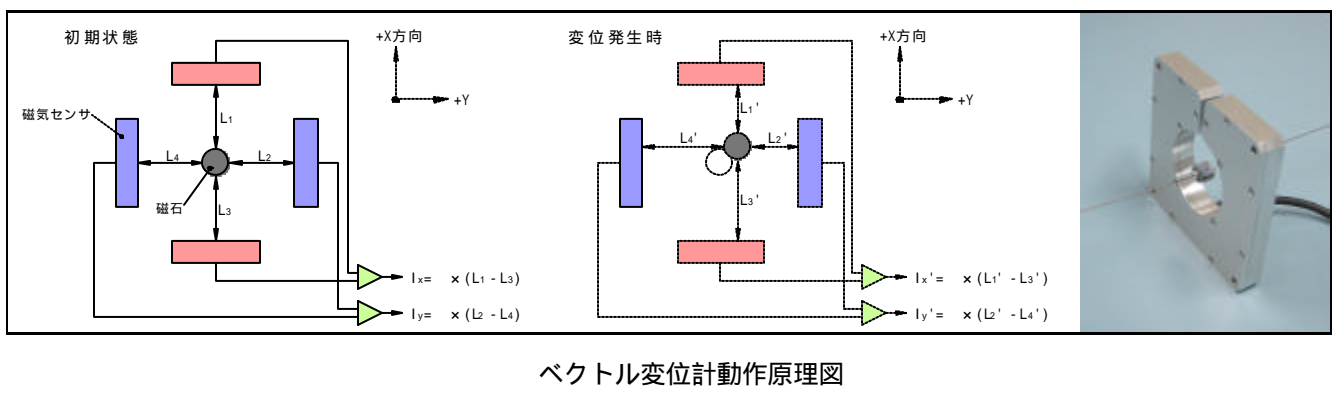 初期状態
+X方向
+Y
磁気センサ
L1
L4
L2
磁石
L3
Ix= ×(L1 - L3)
Iy= ×(L2 - L4)
変位発生時
+X方向
+Y
L1'
L4'
L2'
L3'
Ix'= ×(L1' - L3')
Iy'= ×(L2' - L4')
ベクトル変位計動作原理図